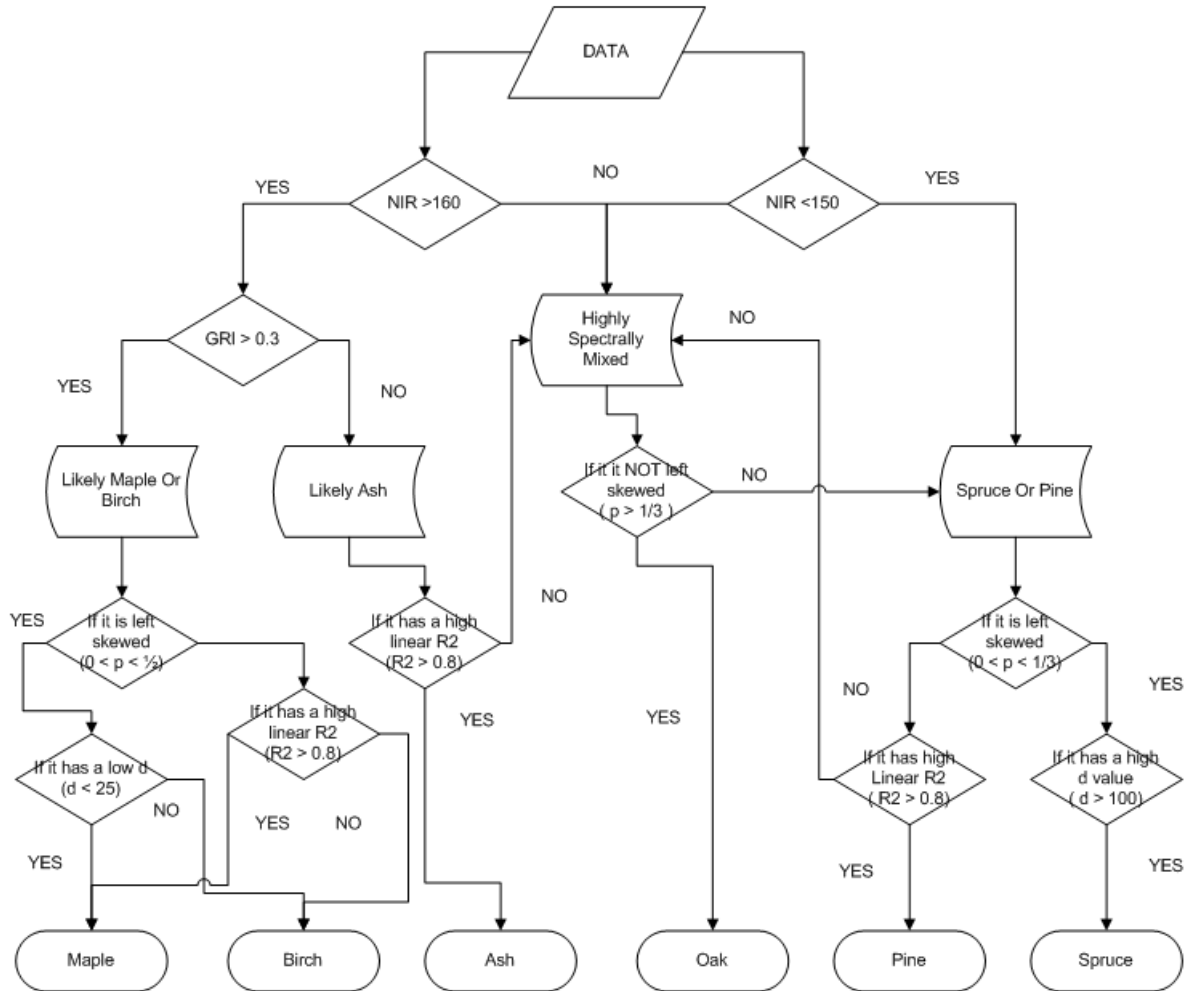 DATA
YES
NIR >160
NO
NIR <150
YES
GRI > 0.3
YES
NO
Highly
Spectrally
Mixed
NO
Likely Maple Or
Birch
Likely Ash
If it it NOT left
skewed
( p > 1/3 )
NO
Spruce Or Pine
YES
If it is left
skewed
(0 < p < ½)
If it has a high
linear R2
(R2 > 0.8)
NO
If it is left
skewed
(0 < p < 1/3)
NO
YES
If it has a high
linear R2
(R2 > 0.8)
YES
YES
If it has a low d
(d < 25)
NO
YES
NO
If it has high
Linear R2
( R2 > 0.8)
If it has a high
d value
( d > 100)
YES
YES
YES
Maple
Birch
Ash
Oak
Pine
Spruce